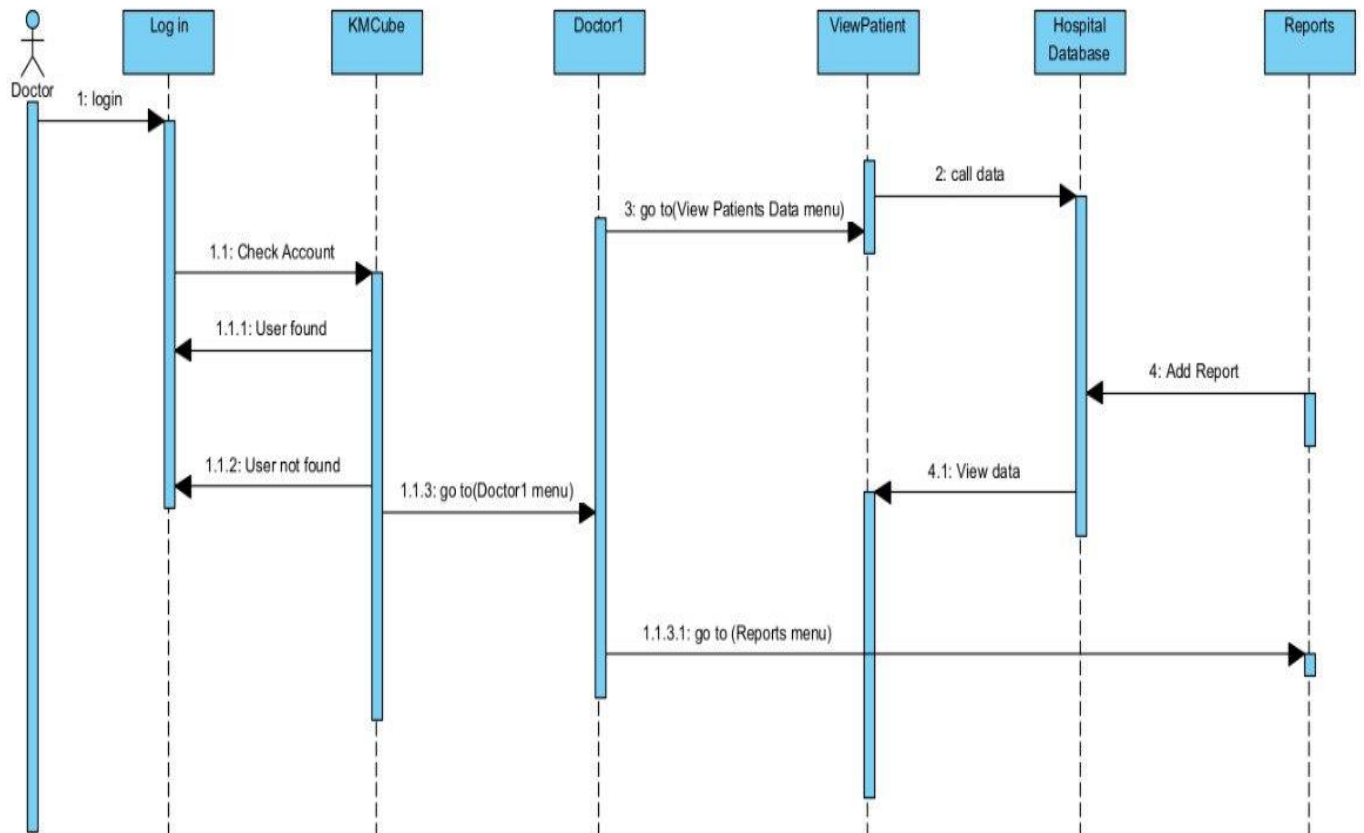 Log in
KMCube
Doctor1
ViewPatient
Hospital
Database
Reports
Doctor
1: login
2: call data
3: go to(View Patients Data menu)
1.1: Check Account
1.1.1: User found
4: Add Report
1.1.2: User not found
4.1: View data
1.1.3: go to(Doctor1 menu)
1.1.3.1: go to (Reports menu)